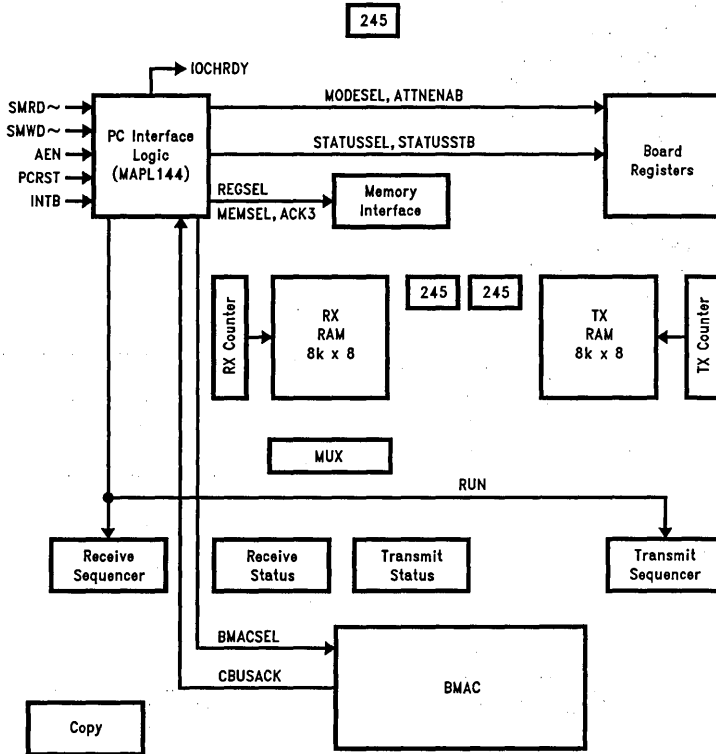 245
IOCHRDY
SMRD~
SMWD~
AEN
PCRST
INTB
PC Interface
Logic
(MAPL144)
MODESEL, ATTNENAB
STATUSSEL, STATUSSTB
REGSEL
MEMSEL, ACK3
Memory
Interface
Board
Registers
RX Counter
RX
RAM
8k x 8
245
245
TX
RAM
8k x 8
TX Counter
MUX
RUN
Receive
Sequencer
Receive
Status
Transmit
Status
Transmit
Sequencer
BMACSEL
CBUSACK
BMAC
Copy